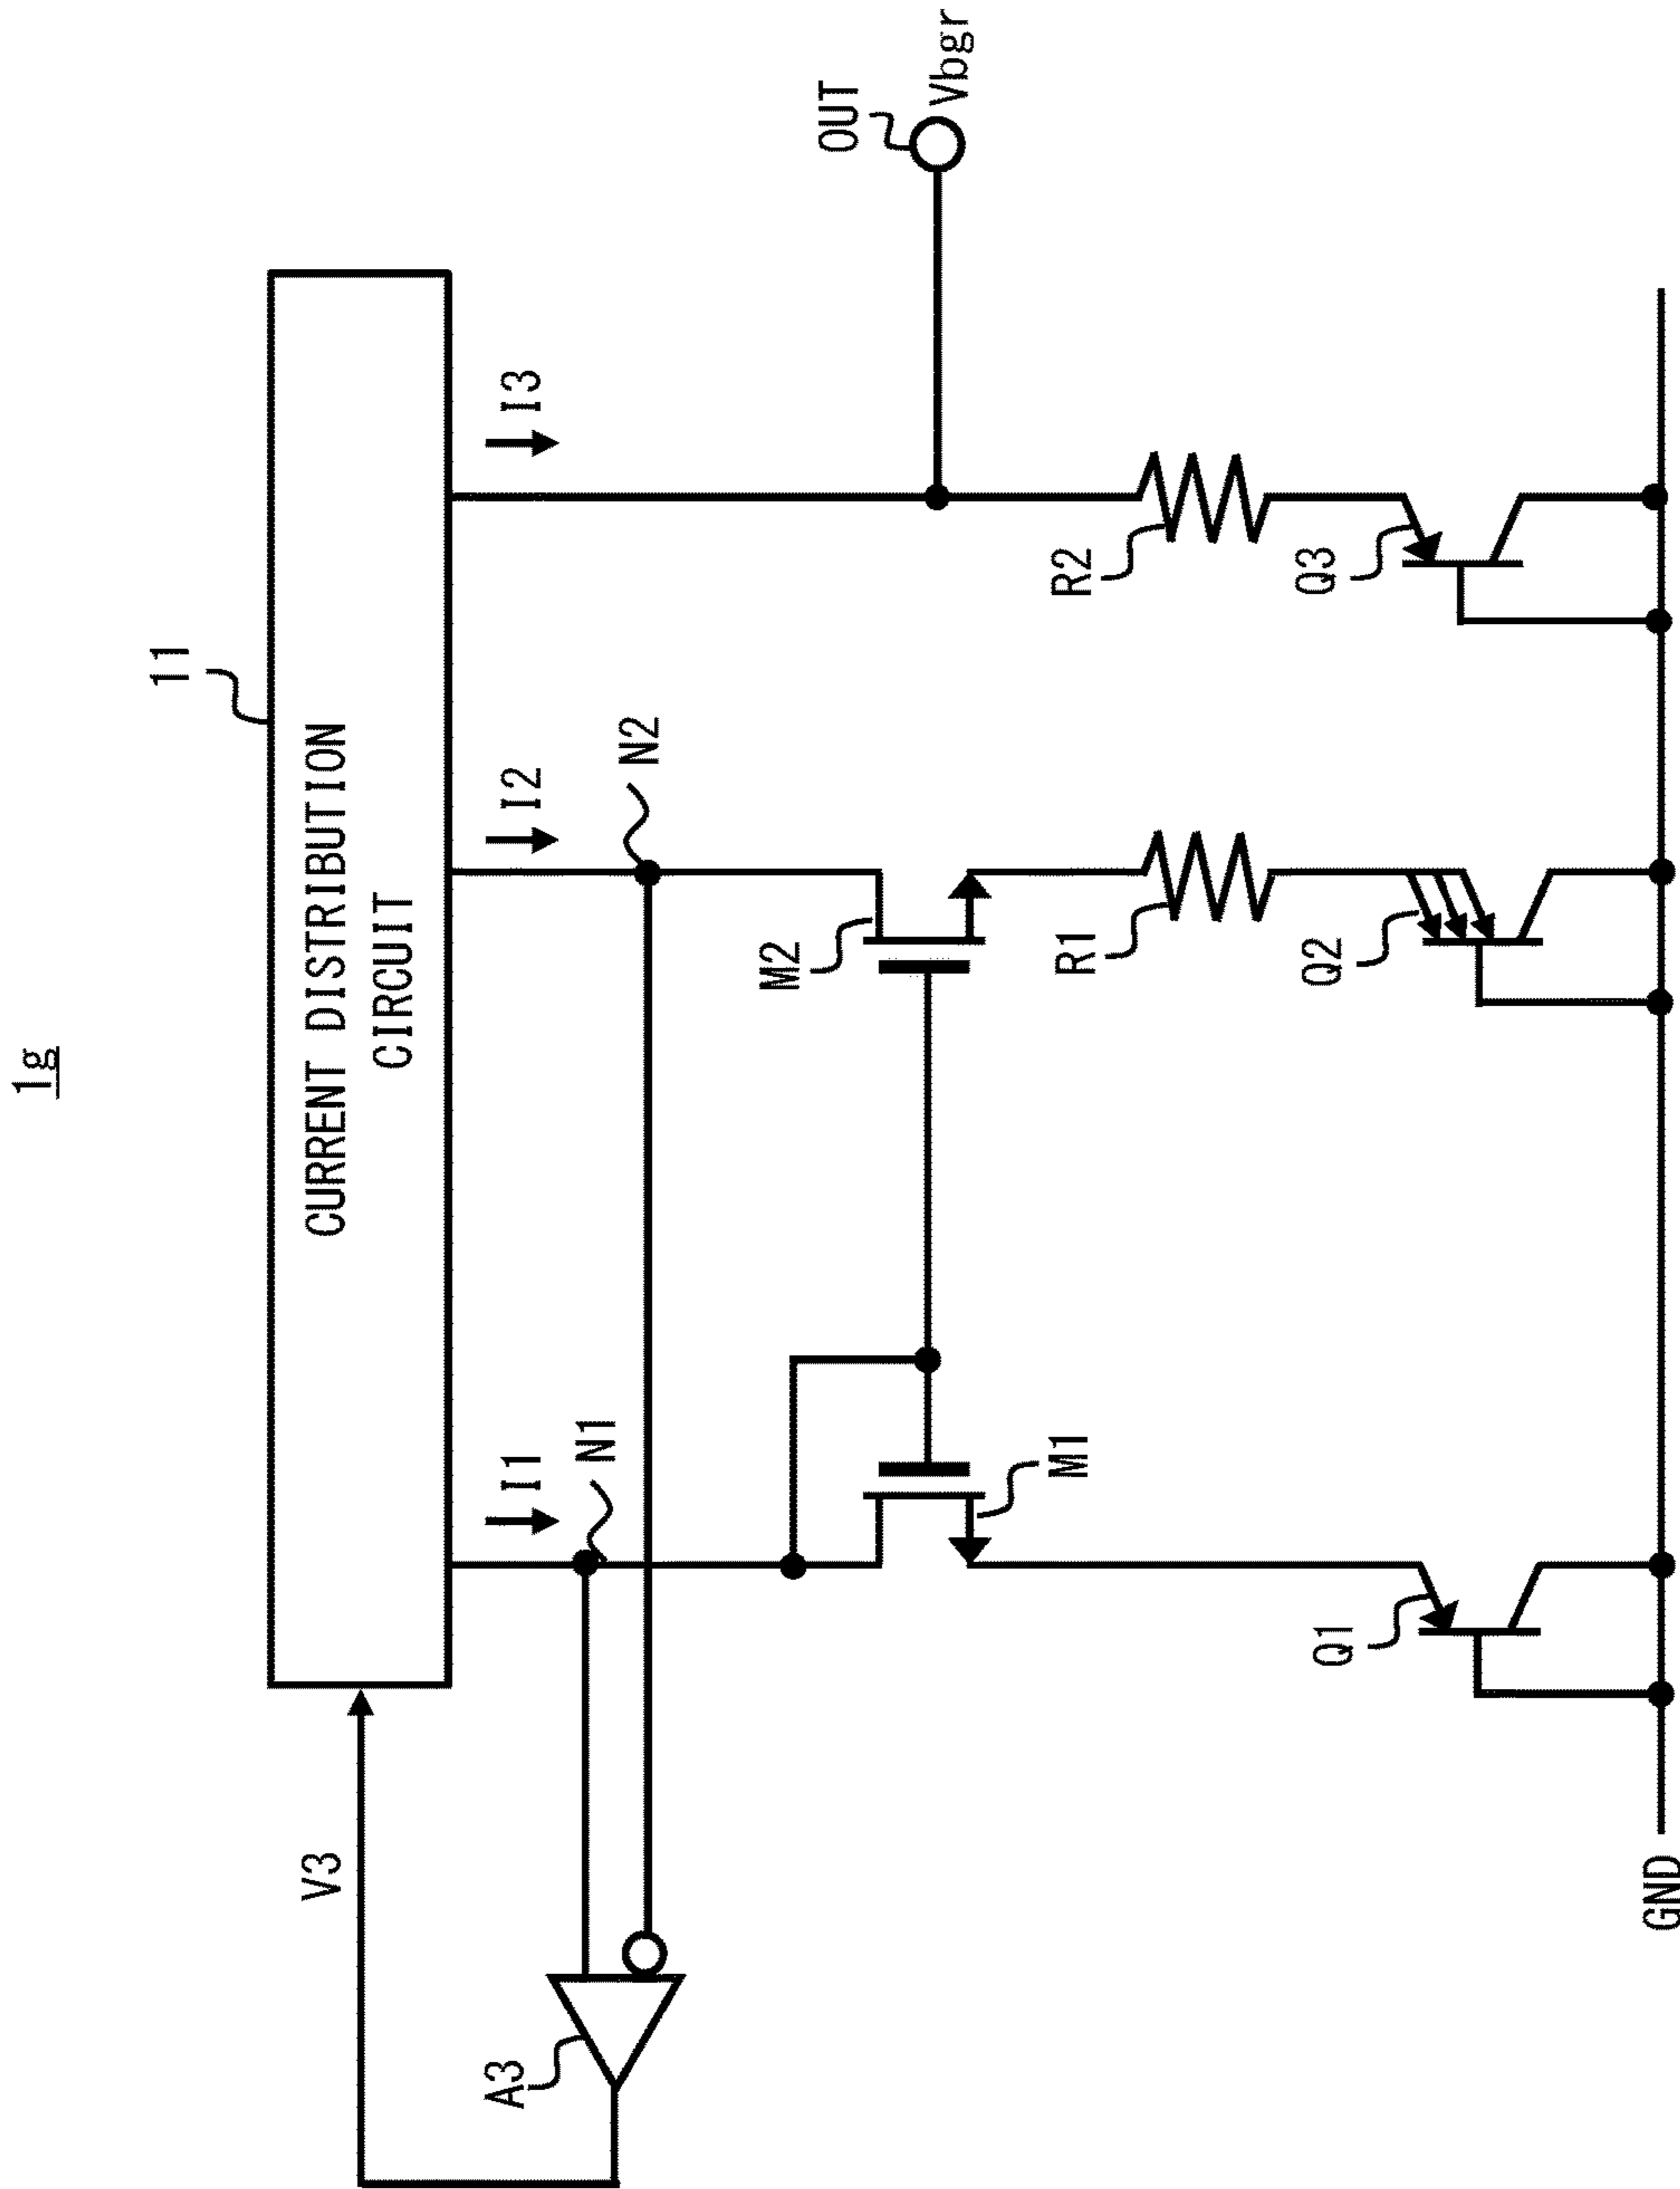 1g
11
CURRENT DISTRIBUTION
CIRCUIT
V3
I1
I2
I3
N1
N2
A3
OUT
Vbgr
M1
M2
R1
R2
Q1
Q2
Q3
GND